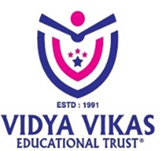 ESTD : 1991
VIDYA VIKAS
EDUCATIONAL TRUST®